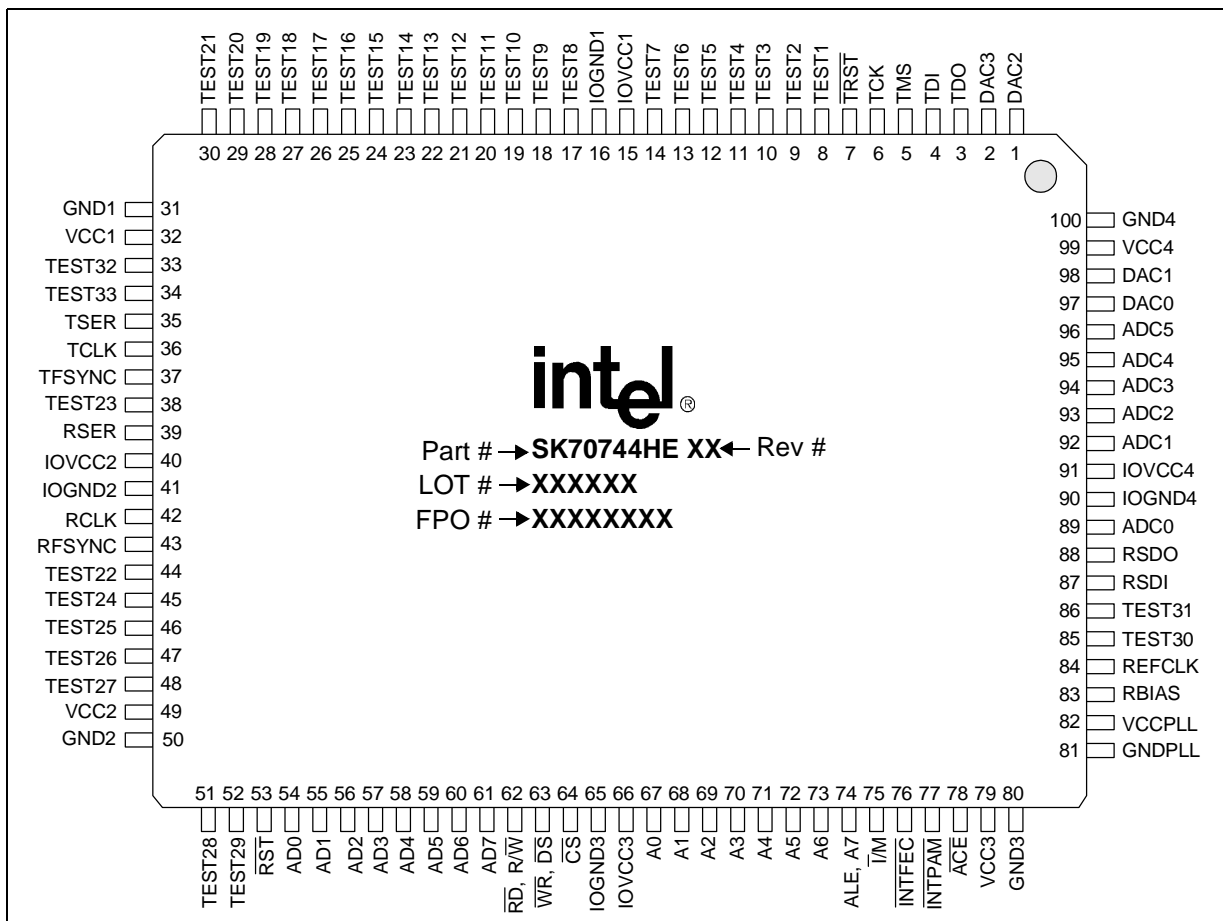 TEST21 TEST20 TEST19 TEST18 TEST17 TEST16 TEST15 TEST14 TEST13 TEST12 TEST11 TEST10 TEST9 TEST8 IOGND1 IOVCC1 TEST7 TEST6 TEST5 TEST4 TEST3 TEST2 TEST1 T̅R̅S̅T̅ TCK TMS TDI TDO DAC3 DAC2
30 29 28 27 26 25 24 23 22 21 20 19 18 17 16 15 14 13 12 11 10 9 8 7 6 5 4 3 2 1
GND1 31
VCC1 32
TEST32 33
TEST33 34
TSER 35
TCLK 36
TFSYNC 37
TEST23 38
RSER 39
IOVCC2 40
IOGND2 41
RCLK 42
RFSYNC 43
TEST22 44
TEST24 45
TEST25 46
TEST26 47
TEST27 48
VCC2 49
GND2 50
intel®
Part # → SK70744HE XX ← Rev #
LOT # → XXXXXX
FPO # → XXXXXXXX
100 GND4
99 VCC4
98 DAC1
97 DAC0
96 ADC5
95 ADC4
94 ADC3
93 ADC2
92 ADC1
91 IOVCC4
90 IOGND4
89 ADC0
88 RSDO
87 RSDI
86 TEST31
85 TEST30
84 REFCLK
83 RBIAS
82 VCCPLL
81 GNDPLL
51 52 53 54 55 56 57 58 59 60 61 62 63 64 65 66 67 68 69 70 71 72 73 74 75 76 77 78 79 80
TEST28 TEST29 R̅S̅T̅ AD0 AD1 AD2 AD3 AD4 AD5 AD6 AD7 R̅D̅, R/W̅ W̅R̅, D̅S̅ C̅S̅ IOGND3 IOVCC3 A0 A1 A2 A3 A4 A5 A6 ALE, A7 I̅/M I̅N̅T̅F̅E̅C̅ I̅N̅T̅P̅A̅M̅ A̅C̅E̅ VCC3 GND3